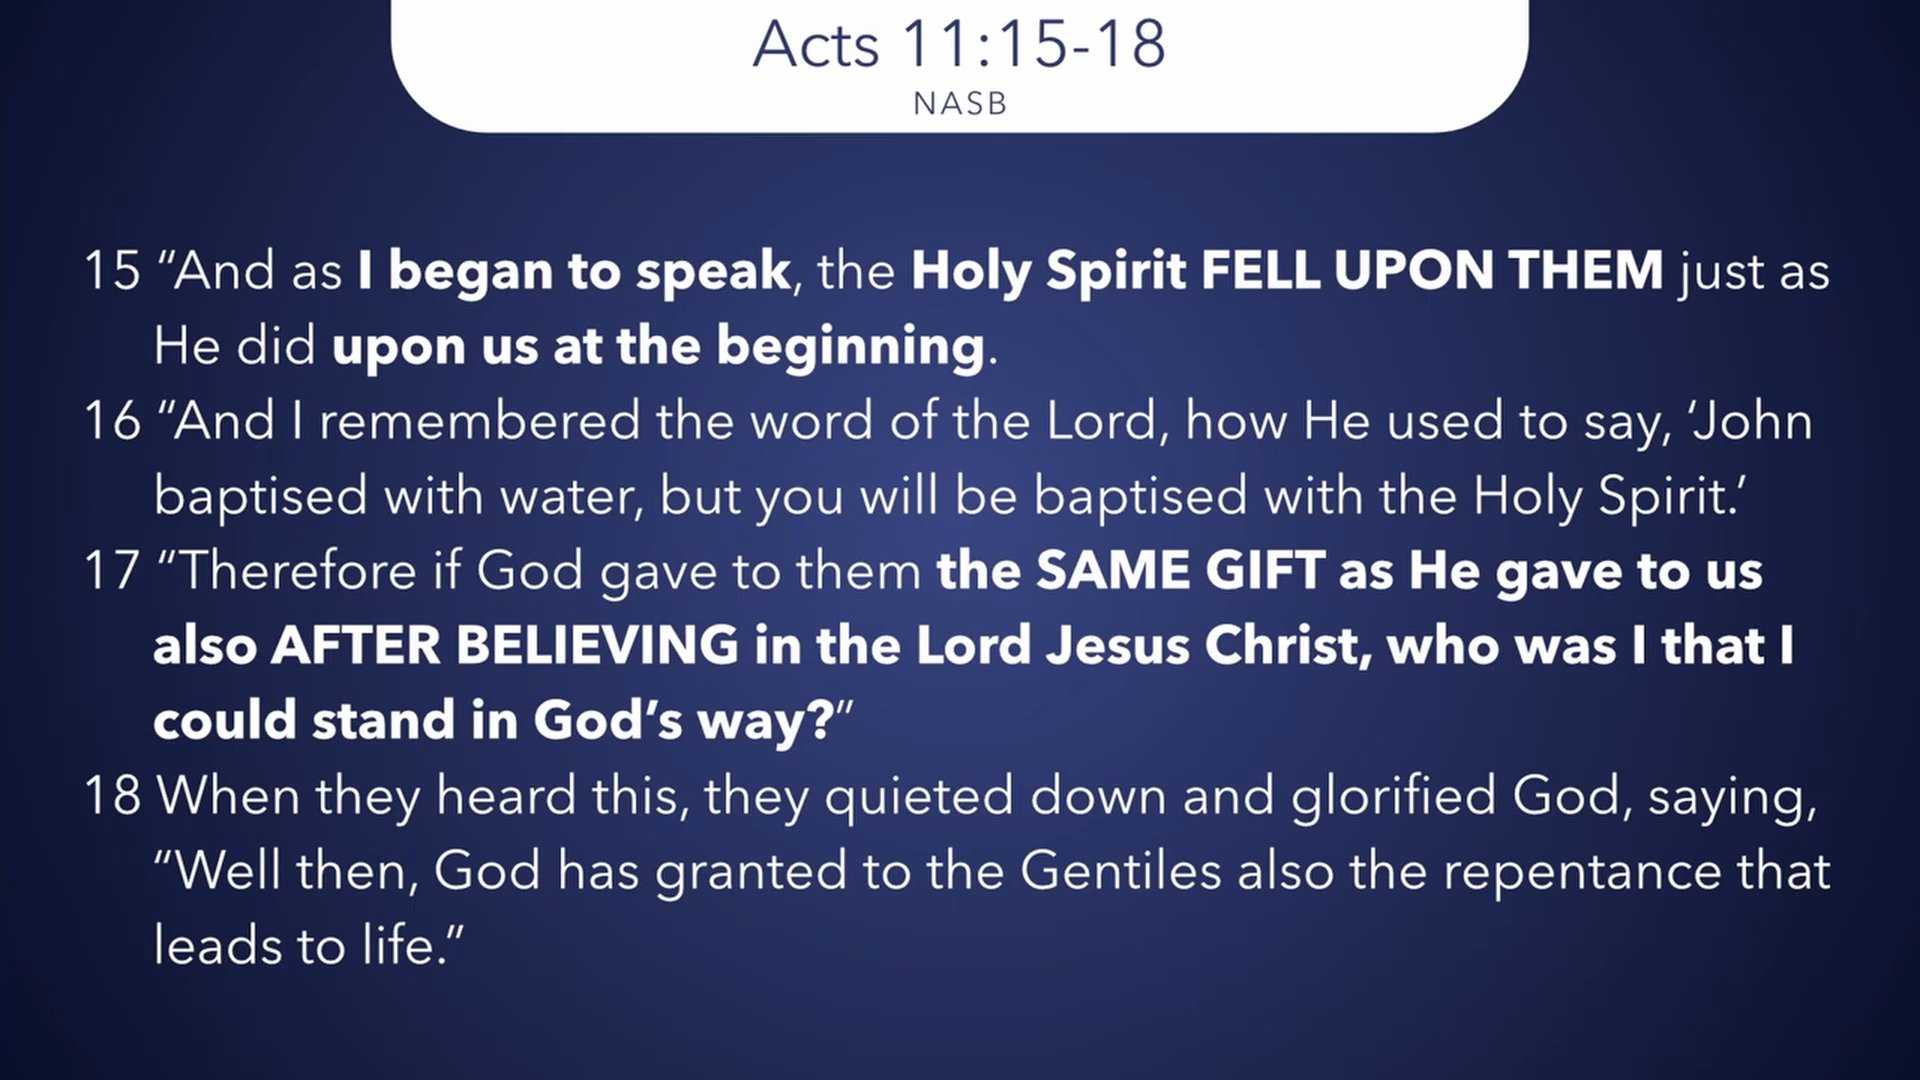 Acts 11:15-18
NASB
15 “And as I began to speak, the Holy Spirit FELL UPON THEM just as
He did upon us at the beginning.
16 “And I remembered the word of the Lord, how He used to say, ‘John
baptised with water, but you will be baptised with the Holy Spirit.’
17 “Therefore if God gave to them the SAME GIFT as He gave to us
also AFTER BELIEVING in the Lord Jesus Christ, who was I that I
could stand in God’s way?”
18 When they heard this, they quieted down and glorified God, saying,
“Well then, God has granted to the Gentiles also the repentance that
leads to life.”